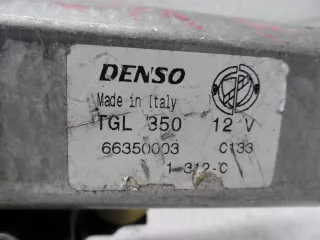 DENSO
Made in Italy
TGL 350 12 V
66350003 C133
1-312-C